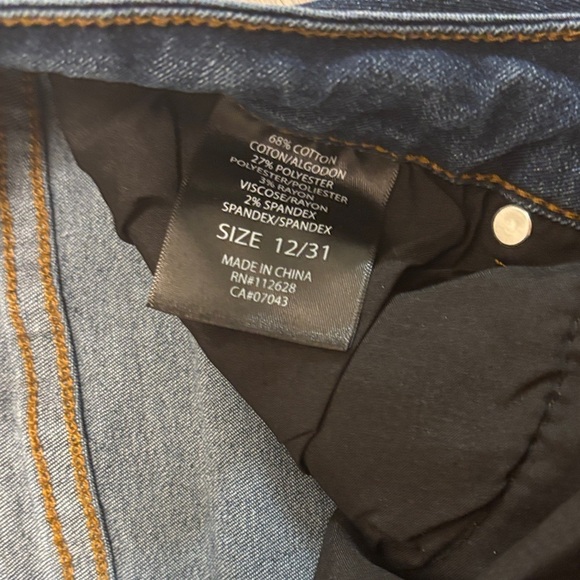 68% COTTON
COTON/ALGODON
27% POLYESTER
POLYESTER/POLIESTER
3% RAYON
VISCOSE/RAYON
2% SPANDEX
SPANDEX/SPANDEX
SIZE 12/31
MADE IN CHINA
RN#112628
CA#07043